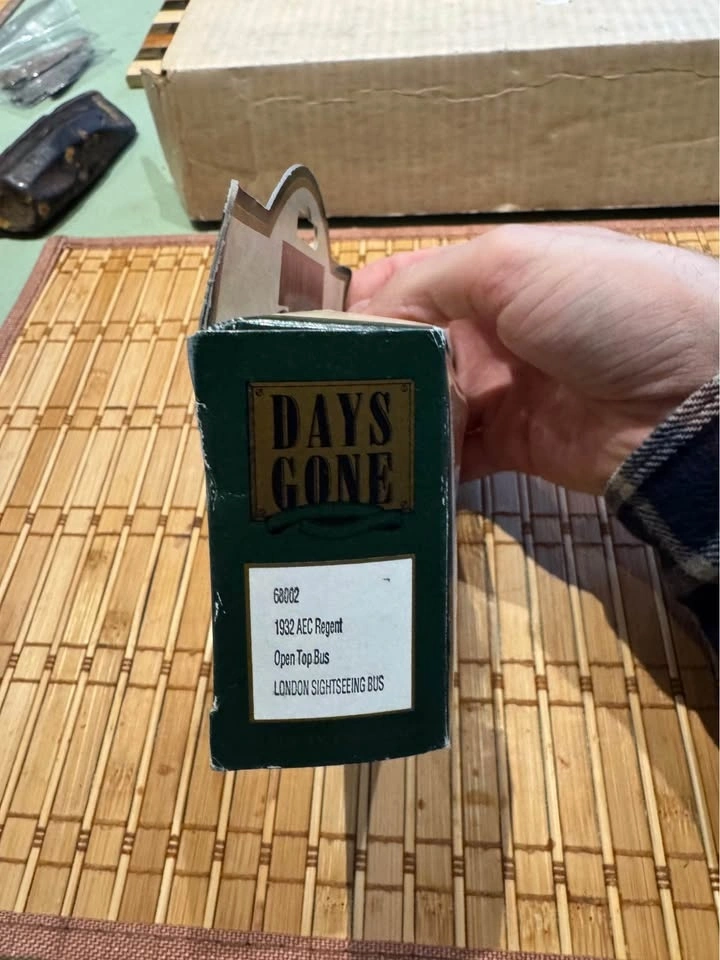 DAYS
GONE
68002
1932 AEC Regent
Open Top Bus
LONDON SIGHTSEEING BUS